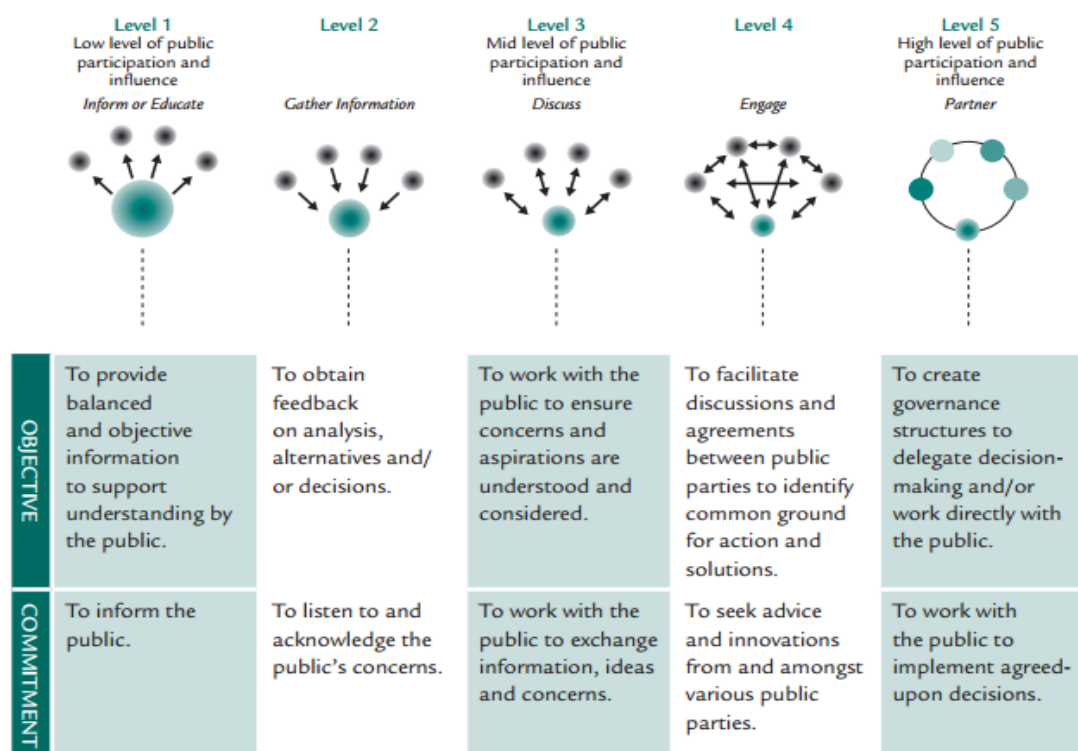 Level 1
Low level of public
participation and
influence
Inform or Educate
Level 2
Gather Information
Level 3
Mid level of public
participation and
influence
Discuss
Level 4
Engage
Level 5
High level of public
participation and
influence
Partner
OBJECTIVE
To provide
balanced
and objective
information
to support
understanding by
the public.
To obtain
feedback
on analysis,
alternatives and/
or decisions.
To work with the
public to ensure
concerns and
aspirations are
understood and
considered.
To facilitate
discussions and
agreements
between public
parties to identify
common ground
for action and
solutions.
To create
governance
structures to
delegate decision-
making and/or
work directly with
the public.
COMMITMENT
To inform the
public.
To listen to and
acknowledge the
public's concerns.
To work with the
public to exchange
information, ideas
and concerns.
To seek advice
and innovations
from and amongst
various public
parties.
To work with
the public to
implement agreed-
upon decisions.